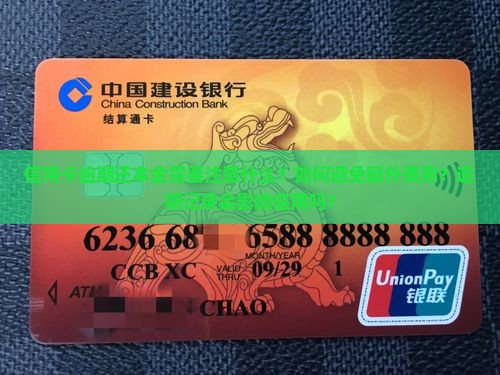 中国建设银行
China Construction Bank
结算通卡
6236 68 6588 8888 888
MONTH/YEAR
VALID THRU 09/29 1
CCB XC
ATM
CHAO
UnionPay
银联